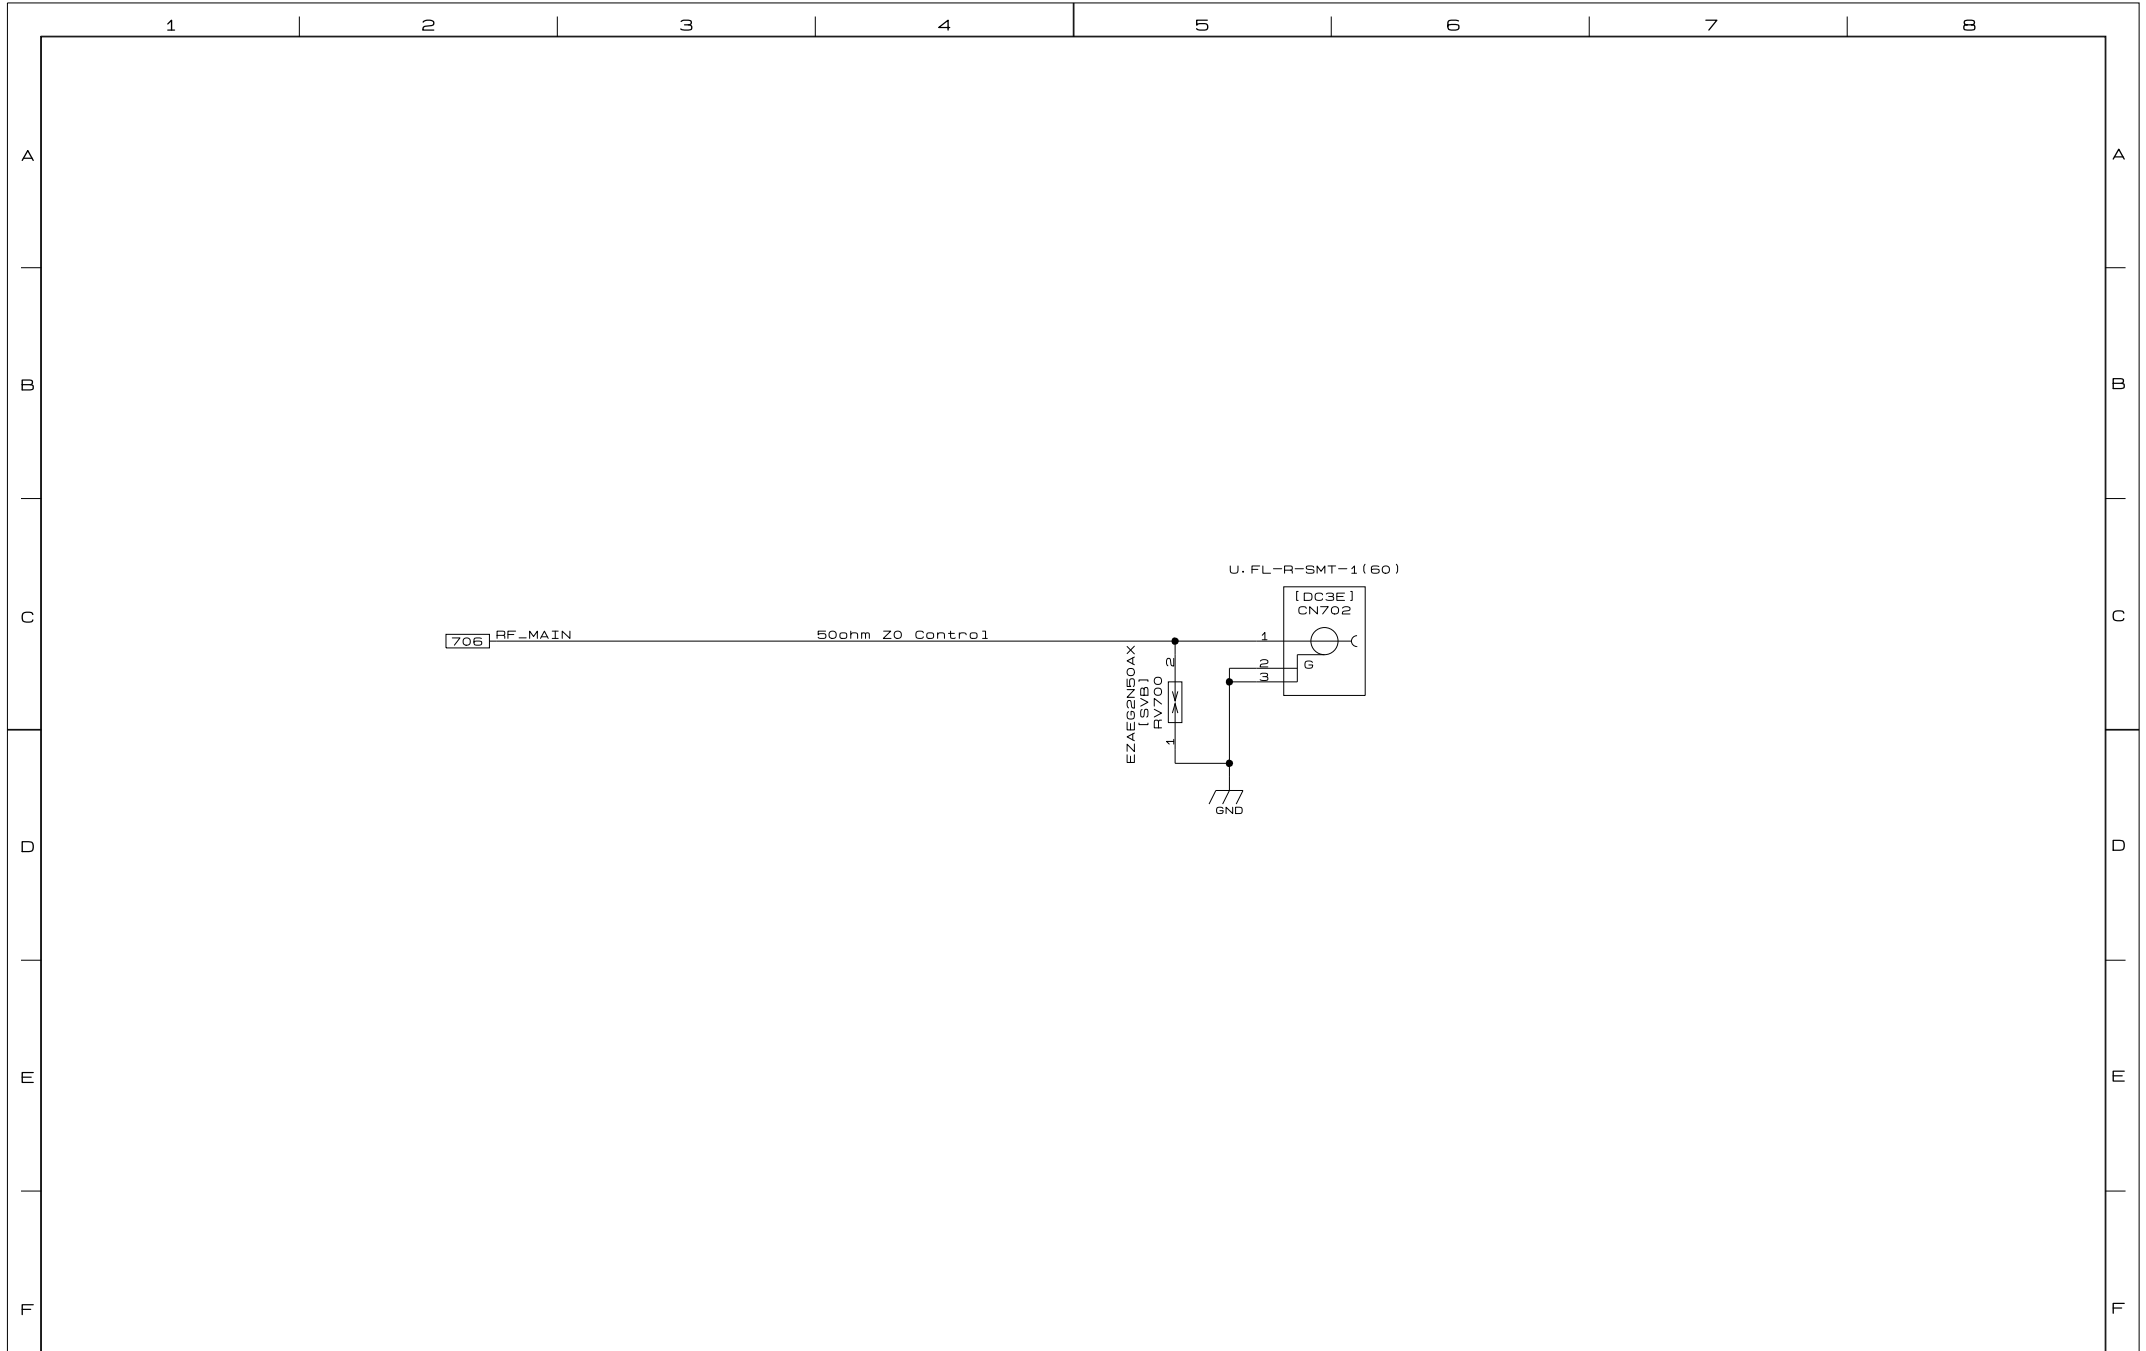 1 2 3 4 5 6 7 8
A A
B B
U.FL-R-SMT-1(60)
[DC3E]
CN702
C C
706 RF_MAIN 50ohm Z0 Control 1
2 G
3
2
EZAEG2N50AX
[SVB]
RV700
1
GND
D D
E E
F F